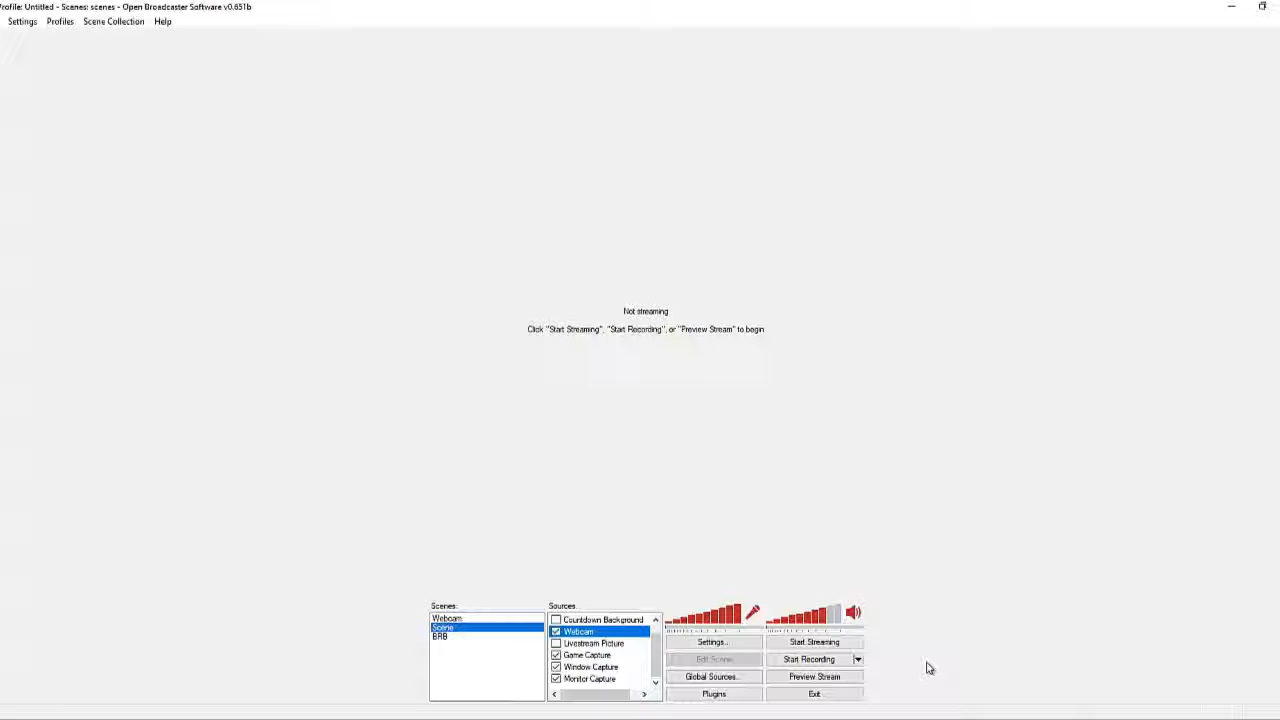 Profile: Untitled - Scenes: scenes - Open Broadcaster Software v0.651b
Settings Profiles Scene Collection Help
Not streaming
Click "Start Streaming", "Start Recording", or "Preview Stream" to begin
Scenes:
Webcam
Scene
BRB
Sources:
Countdown Background
Webcam
Livestream Picture
Game Capture
Window Capture
Monitor Capture
Settings...
Start Streaming
Edit Scene
Start Recording
Global Sources...
Preview Stream
Plugins
Exit